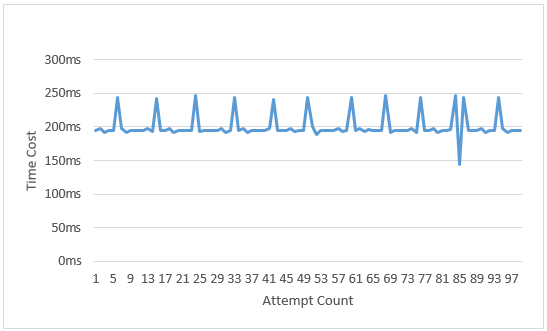 300ms
250ms
200ms
150ms
100ms
50ms
0ms
Time Cost
1 5 9 13 17 21 25 29 33 37 41 45 49 53 57 61 65 69 73 77 81 85 89 93 97
Attempt Count